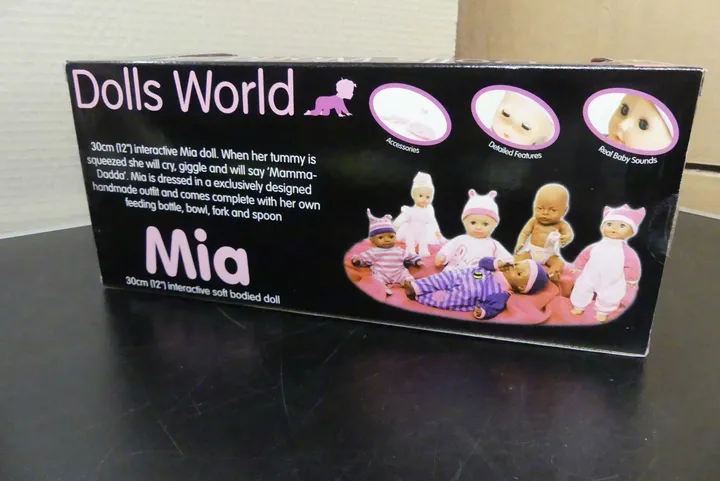 Dolls World
30cm (12") interactive Mia doll. When her tummy is
squeezed she will cry, giggle and will say 'Mamma-
Dadda'. Mia is dressed in a exclusively designed
handmade outfit and comes complete with her own
feeding bottle, bowl, fork and spoon
Mia
30cm (12") interactive soft bodied doll
Accessories
Detailed Features
Real Baby Sounds